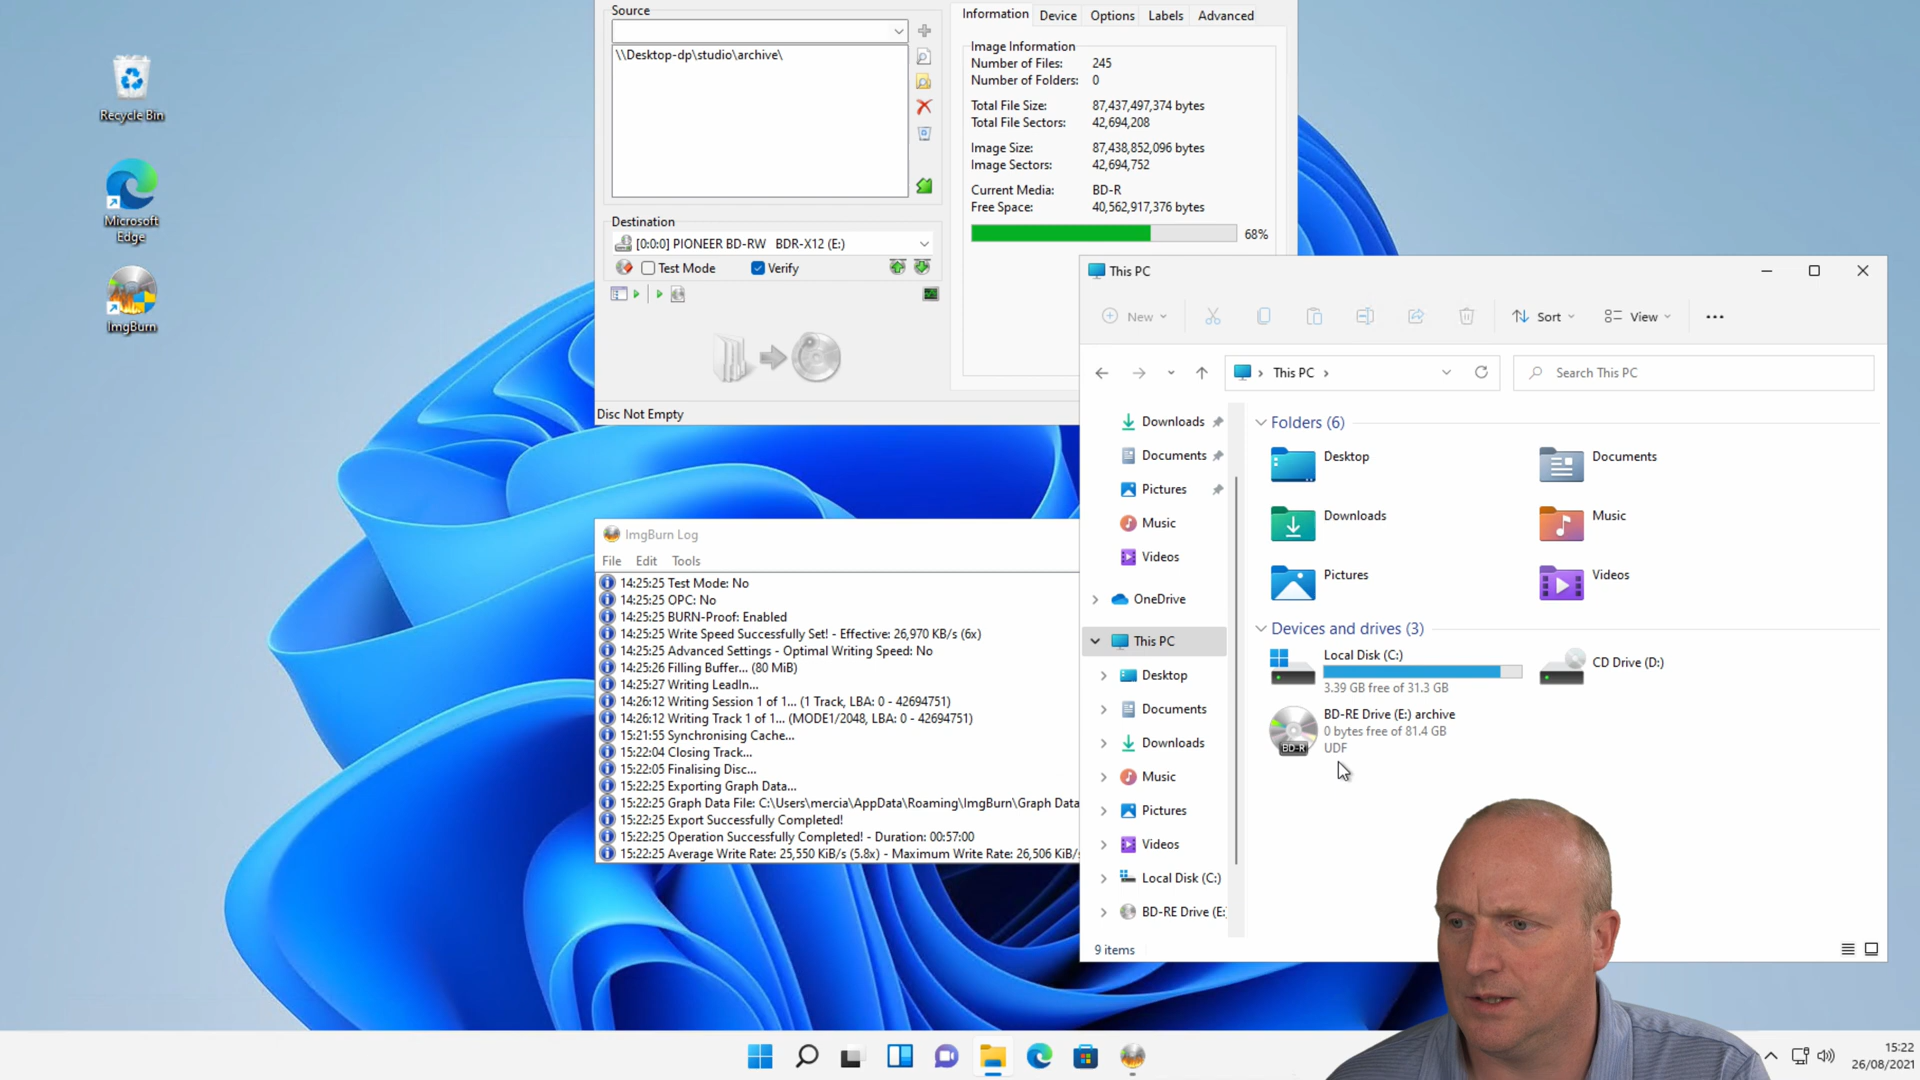 Recycle Bin
Microsoft
Edge
ImgBurn
Source
\\Desktop-dp\studio\archive\
Destination
[0:0:0] PIONEER BD-RW   BDR-X12 (E:)
Test Mode
Verify
Disc Not Empty
Information Device Options Labels Advanced
Image Information
Number of Files: 245
Number of Folders: 0
Total File Size: 87,437,497,374 bytes
Total File Sectors: 42,694,208
Image Size: 87,438,852,096 bytes
Image Sectors: 42,694,752
Current Media: BD-R
Free Space: 40,562,917,376 bytes
68%
ImgBurn Log
File Edit Tools
14:25:25 Test Mode: No
14:25:25 OPC: No
14:25:25 BURN-Proof: Enabled
14:25:25 Write Speed Successfully Set! - Effective: 26,970 KB/s (6x)
14:25:25 Advanced Settings - Optimal Writing Speed: No
14:25:26 Filling Buffer... (80 MiB)
14:25:27 Writing LeadIn...
14:26:12 Writing Session 1 of 1... (1 Track, LBA: 0 - 42694751)
14:26:12 Writing Track 1 of 1... (MODE1/2048, LBA: 0 - 42694751)
15:21:55 Synchronising Cache...
15:22:04 Closing Track...
15:22:05 Finalising Disc...
15:22:25 Exporting Graph Data...
15:22:25 Graph Data File: C:\Users\mercia\AppData\Roaming\ImgBurn\Graph Data
15:22:25 Export Successfully Completed!
15:22:25 Operation Successfully Completed! - Duration: 00:57:00
15:22:25 Average Write Rate: 25,550 KiB/s (5.8x) - Maximum Write Rate: 26,506 KiB/
This PC
New Sort View
This PC
Search This PC
Downloads
Documents
Pictures
Music
Videos
OneDrive
This PC
Desktop
Documents
Downloads
Music
Pictures
Videos
Local Disk (C:)
BD-RE Drive (E:
Folders (6)
Desktop
Documents
Downloads
Music
Pictures
Videos
Devices and drives (3)
Local Disk (C:)
3.39 GB free of 31.3 GB
CD Drive (D:)
BD-R
BD-RE Drive (E:) archive
0 bytes free of 81.4 GB
UDF
9 items
15:22
26/08/2021